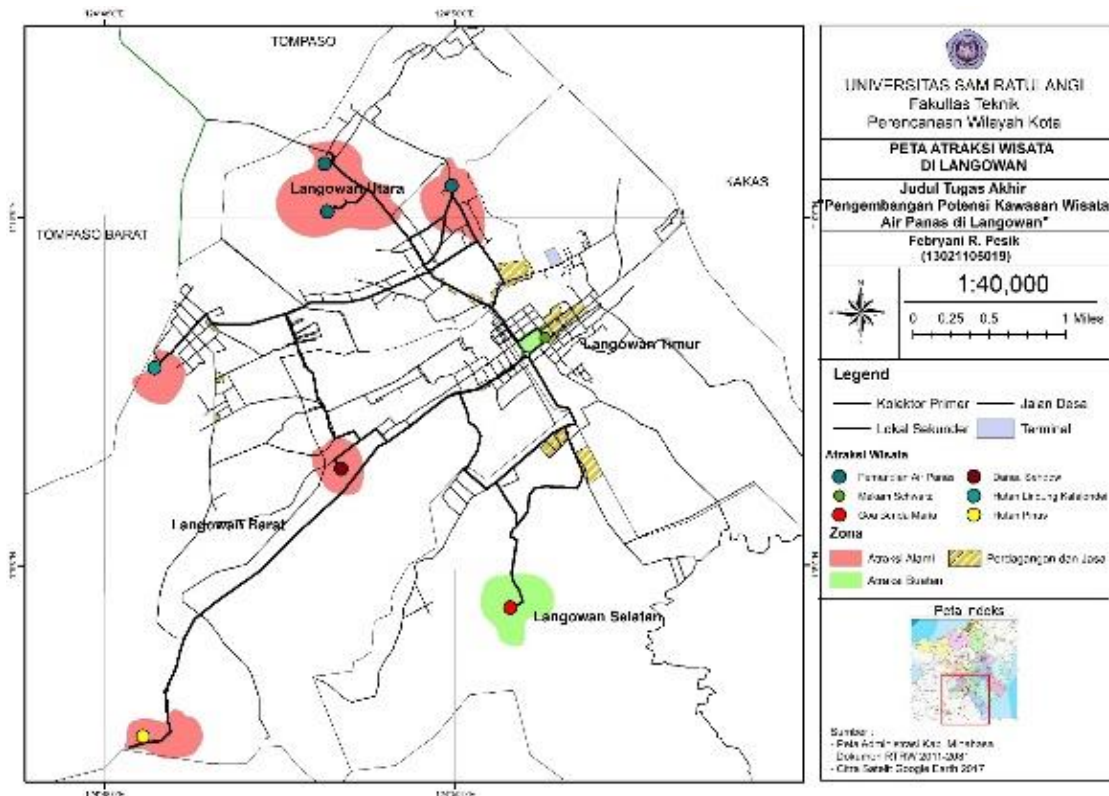 TOMPASO
KAKAS
TOMPASO BARAT
Langowan Utara
Langowan Timur
Langowan Barat
Langowan Selatan
UNIVERSITAS SAM RATULANGI
Fakultas Teknik
Perencanaan Wilayah Kota
PETA ATRAKSI WISATA
DI LANGOWAN
Judul Tugas Akhir
"Pengembangan Potensi Kawasan Wisata
Air Panas di Langowan"
Febryani R. Pesik
(13021105019)
N
1:40,000
0 0.25 0.5 1 Miles
Legend
Kolektor Primer Jalan Desa
Lokal Sekunder Terminal
Atraksi Wisata
Pemandian Air Panas
Makam Schwarz Hutan Lindung
Goa Bunda Maria Hutan Pinus
Zona
Atraksi Alami Perdagangan dan Jasa
Atraksi Buatan
Peta Indeks
Sumber :
- Peta Administrasi Kab. Minahasa
- Dokumen RTRW
- Citra Satelit Google Earth 2017